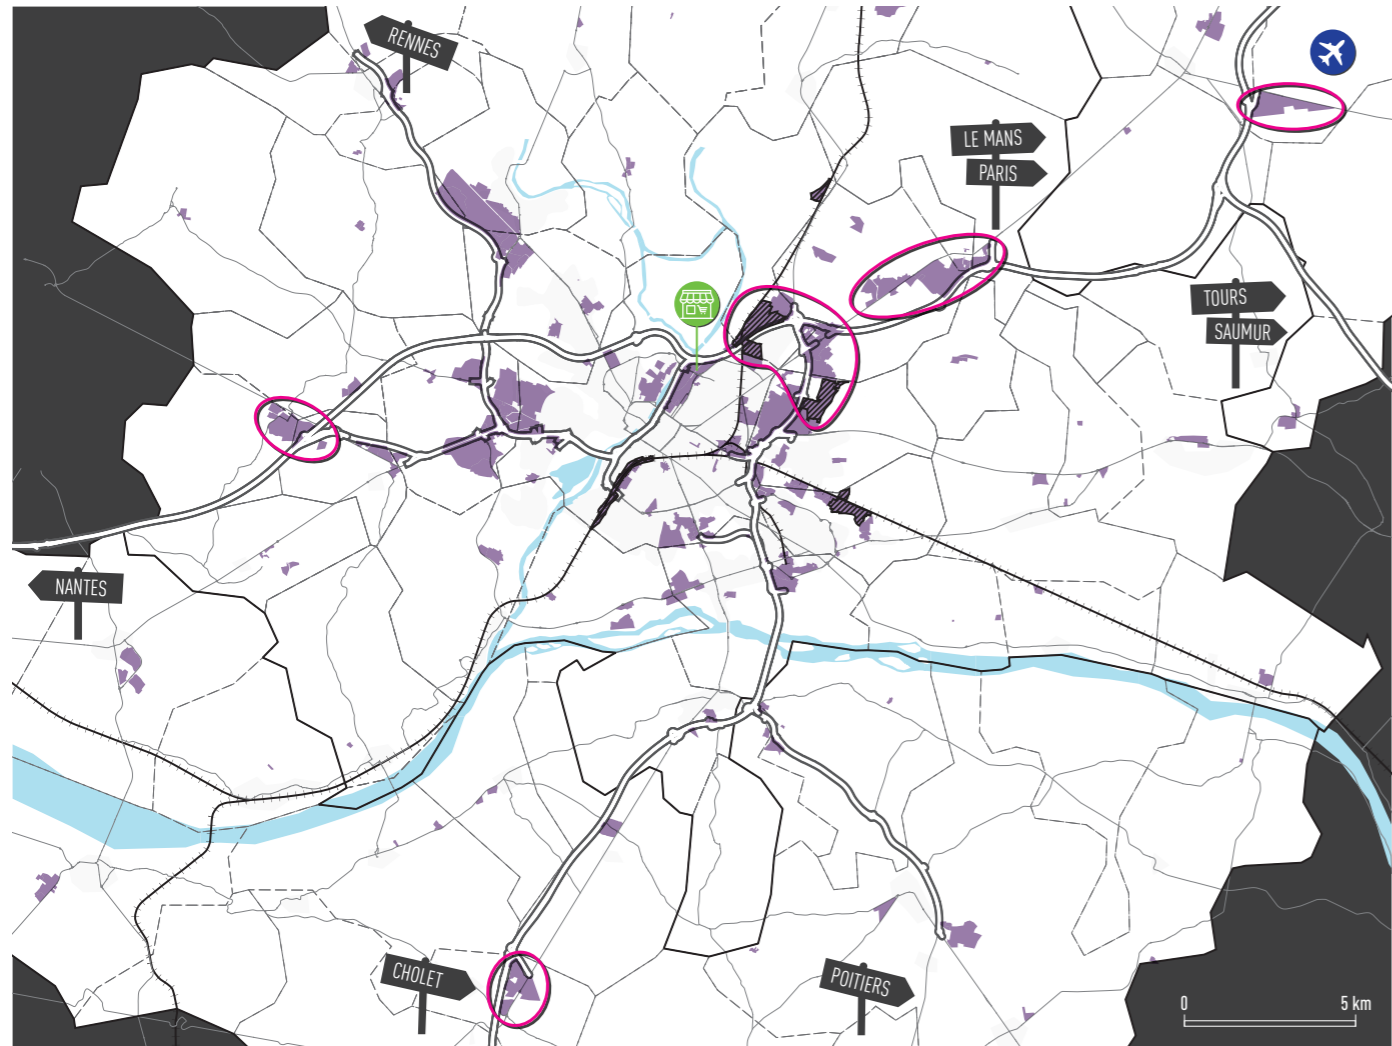 RENNES
LE MANS
PARIS
TOURS
SAUMUR
NANTES
CHOLET
POITIERS
0 5 km